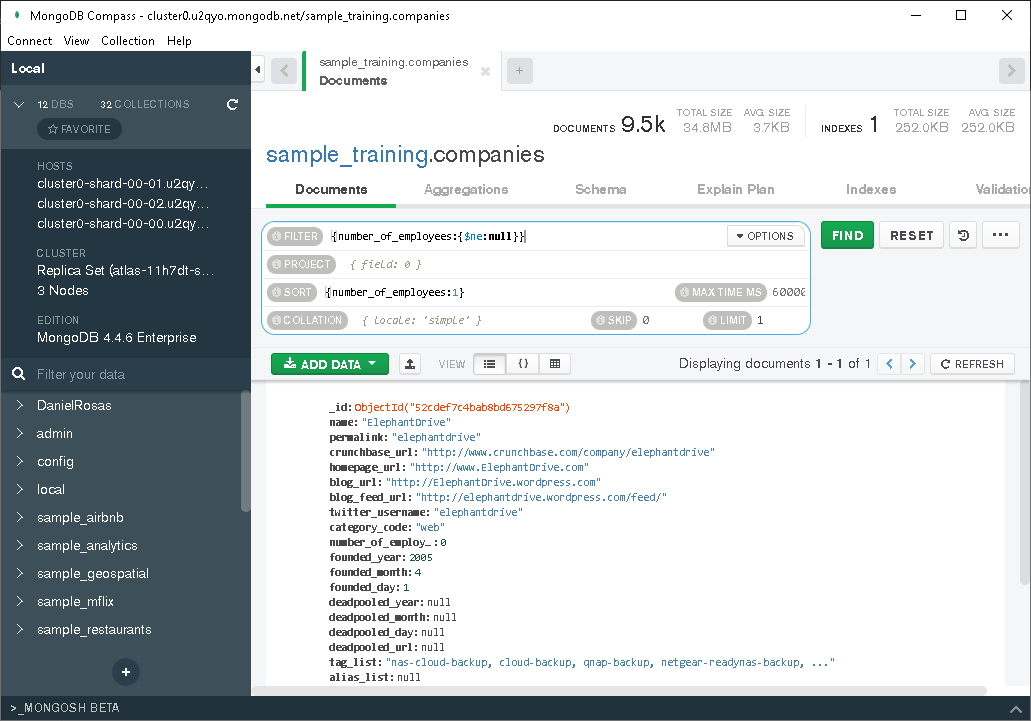 MongoDB Compass - cluster0.u2qyo.mongodb.net/sample_training.companies
Connect View Collection Help
Local
12 DBS 32 COLLECTIONS
FAVORITE
HOSTS
cluster0-shard-00-01.u2qy...
cluster0-shard-00-02.u2qy...
cluster0-shard-00-00.u2qy...
CLUSTER
Replica Set (atlas-11h7dt-s...
3 Nodes
EDITION
MongoDB 4.4.6 Enterprise
Filter your data
DanielRosas
admin
config
local
sample_airbnb
sample_analytics
sample_geospatial
sample_mflix
sample_restaurants
+
>_MONGOSH BETA
sample_training.companies
Documents
+
DOCUMENTS 9.5k TOTAL SIZE 34.8MB AVG. SIZE 3.7KB INDEXES 1 TOTAL SIZE 252.0KB AVG. SIZE 252.0KB
sample_training.companies
Documents Aggregations Schema Explain Plan Indexes Validatio
FILTER {number_of_employees:{$ne:null}} OPTIONS FIND RESET ...
PROJECT { field: 0 }
SORT {number_of_employees:1} MAX TIME MS 60000
COLLATION { locale: 'simple' } SKIP 0 LIMIT 1
ADD DATA VIEW {} Displaying documents 1 - 1 of 1 < > REFRESH
_id:ObjectId("52cdef7c4bab8bd675297f8a")
name:"ElephantDrive"
permalink:"elephantdrive"
crunchbase_url:"http://www.crunchbase.com/company/elephantdrive"
homepage_url:"http://www.ElephantDrive.com"
blog_url:"http://ElephantDrive.wordpress.com"
blog_feed_url:"http://elephantdrive.wordpress.com/feed/"
twitter_username:"elephantdrive"
category_code:"web"
number_of_employ…:0
founded_year:2005
founded_month:4
founded_day:1
deadpooled_year:null
deadpooled_month:null
deadpooled_day:null
deadpooled_url:null
tag_list:"nas-cloud-backup, cloud-backup, qnap-backup, netgear-readynas-backup, ..."
alias_list:null